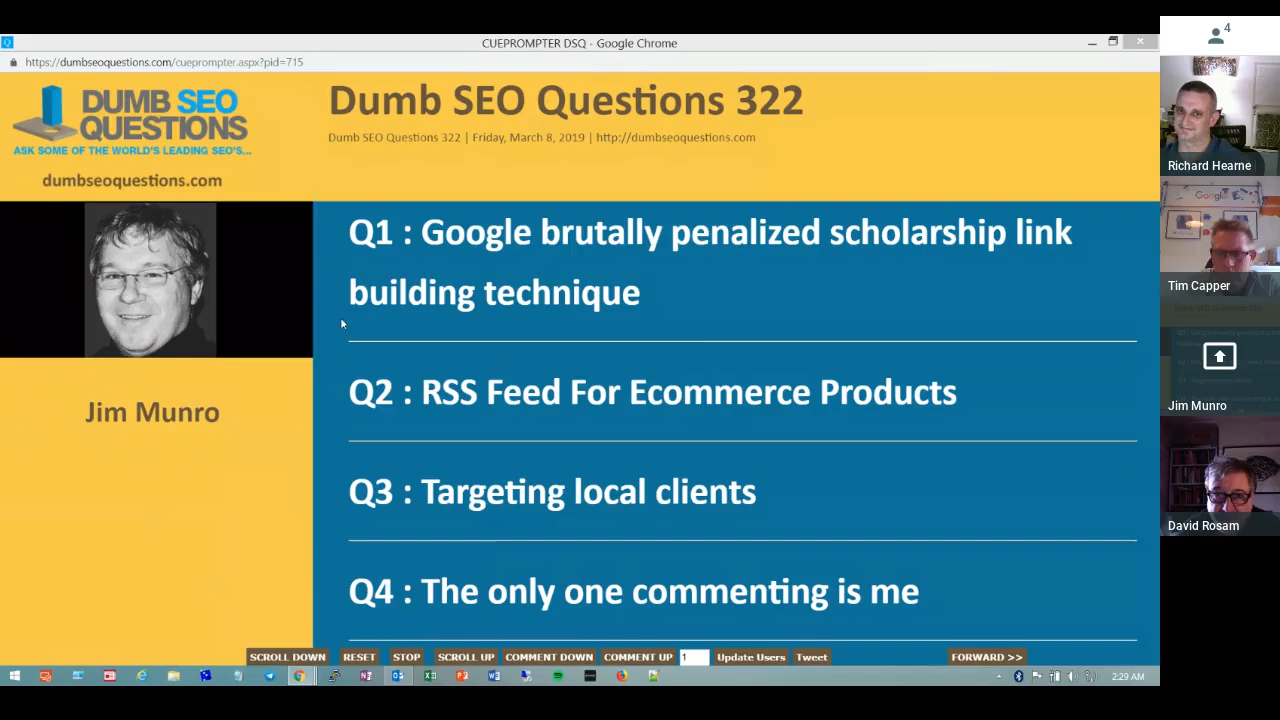 CUEPROMPTER DSQ - Google Chrome
https://dumbseoquestions.com/cueprompter.aspx?pid=715
DUMB SEO
QUESTIONS
ASK SOME OF THE WORLD'S LEADING SEO'S...
dumbseoquestions.com
Dumb SEO Questions 322
Dumb SEO Questions 322 | Friday, March 8, 2019 | http://dumbseoquestions.com
Jim Munro
Q1 : Google brutally penalized scholarship link
building technique
Q2 : RSS Feed For Ecommerce Products
Q3 : Targeting local clients
Q4 : The only one commenting is me
SCROLL DOWN
RESET
STOP
SCROLL UP
COMMENT DOWN
COMMENT UP
1
Update Users
Tweet
FORWARD >>
2:29 AM
4
Richard Hearne
Google
Tim Capper
Jim Munro
David Rosam